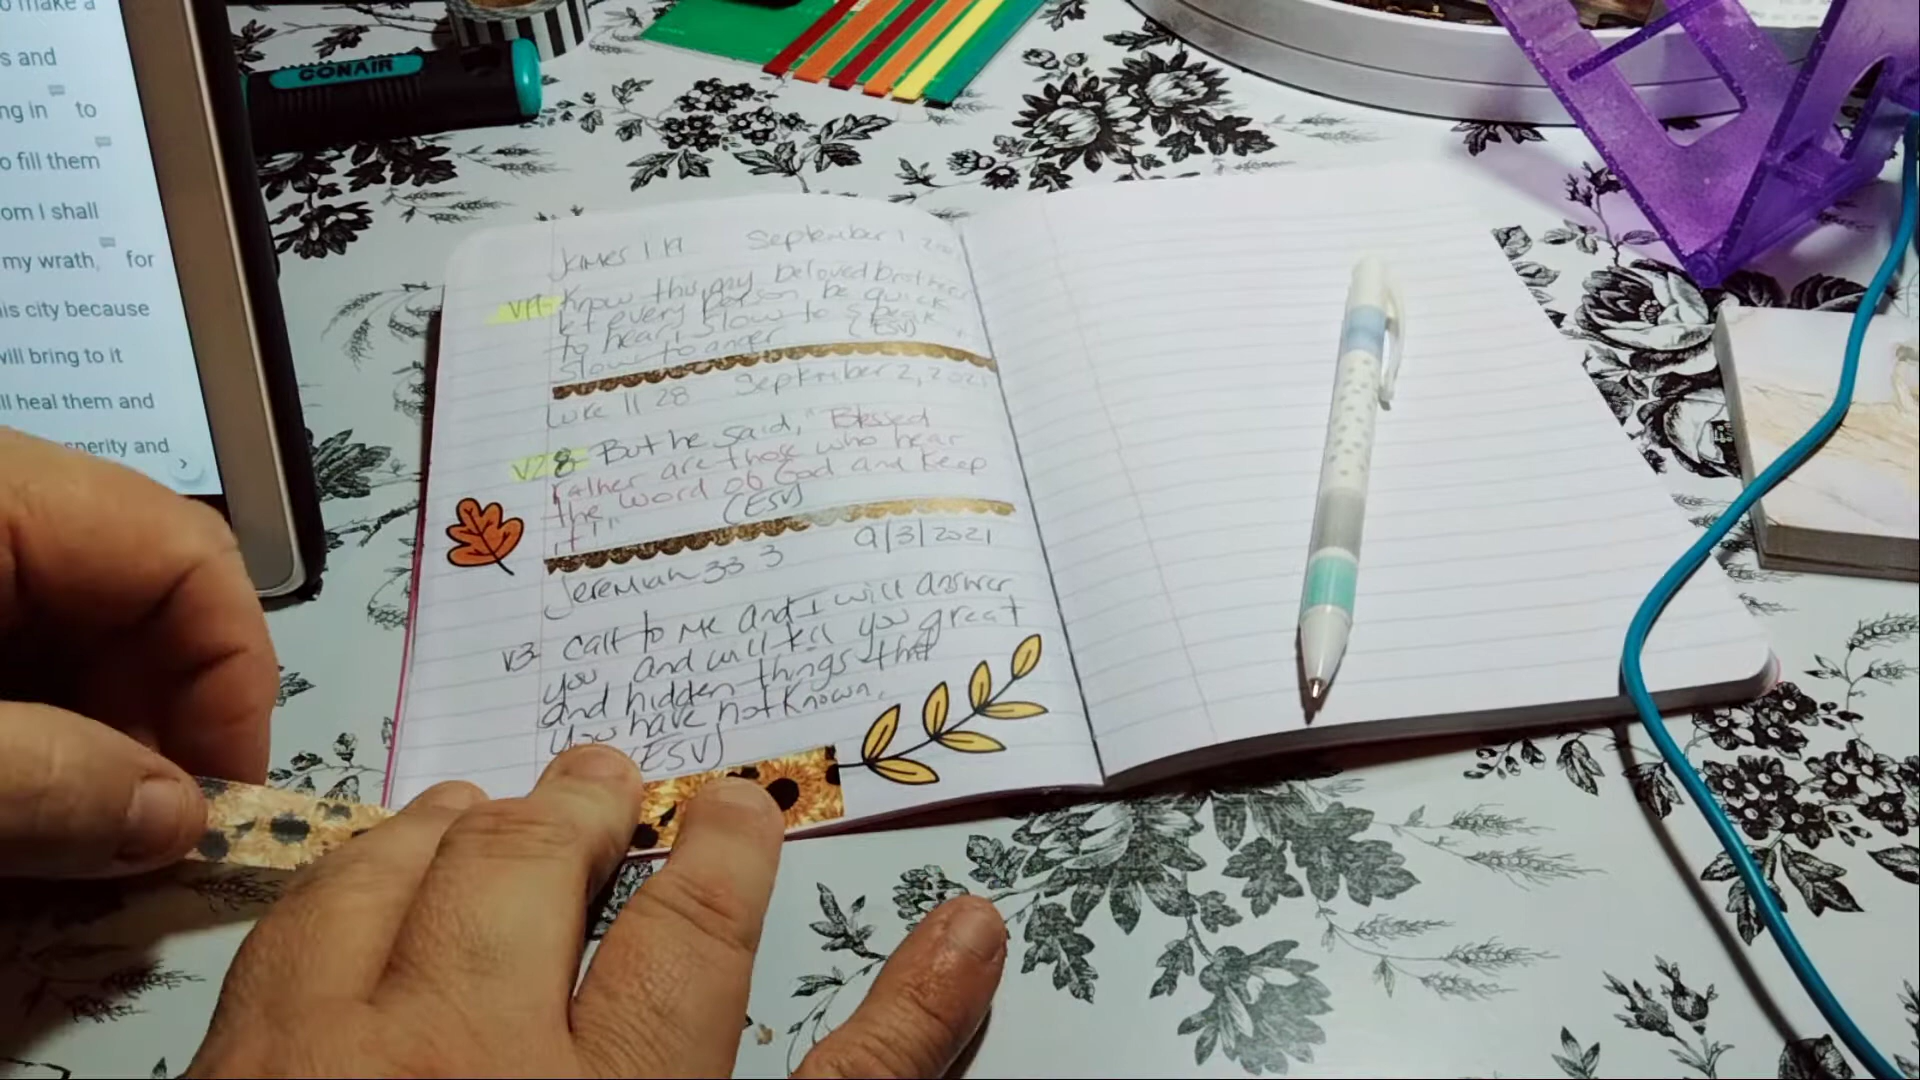 o make a
s and
ng in to
o fill them
om I shall
my wrath, for
is city because
will bring to it
ll heal them and
sperity and
CONAIR
James 1 19 September 1 202
V19 Know this my beloved brothers
let every person be quick
to hear, slow to speak
slow to anger (ESV)
Luke 11 28 September 2, 2021
V28 But he said, "Blessed
rather are those who hear
the word of God and keep
it!" (ESV)
Jeremiah 33 3 9/3/2021
V3 Call to me and I will answer
you and will tell you great
and hidden things that
you have not known.
(ESV)